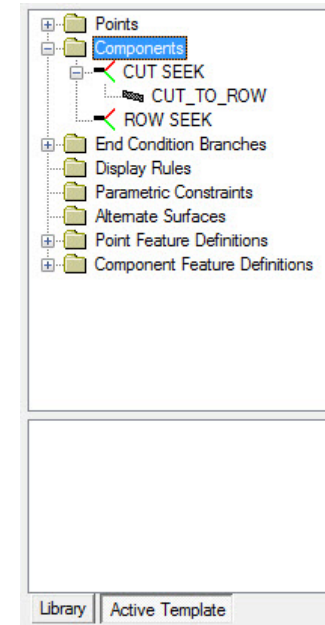 Points
Components
CUT SEEK
CUT_TO_ROW
ROW SEEK
End Condition Branches
Display Rules
Parametric Constraints
Alternate Surfaces
Point Feature Definitions
Component Feature Definitions
Library Active Template